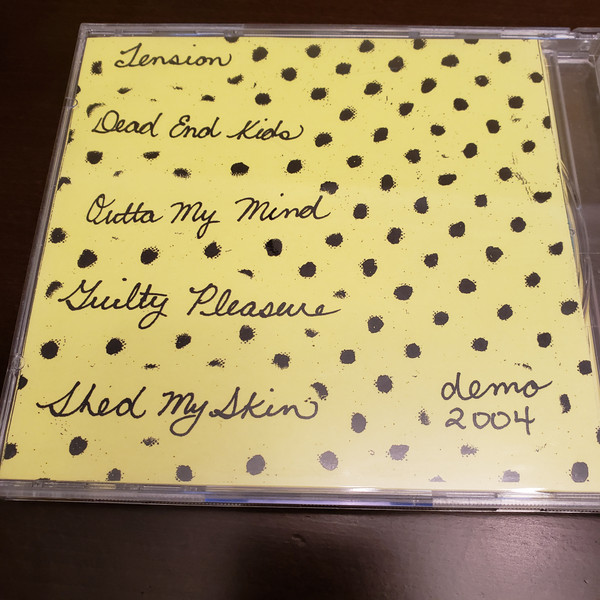 Tension
Dead End Kids
Outta My Mind
Guilty Pleasure
Shed My Skin
demo
2004